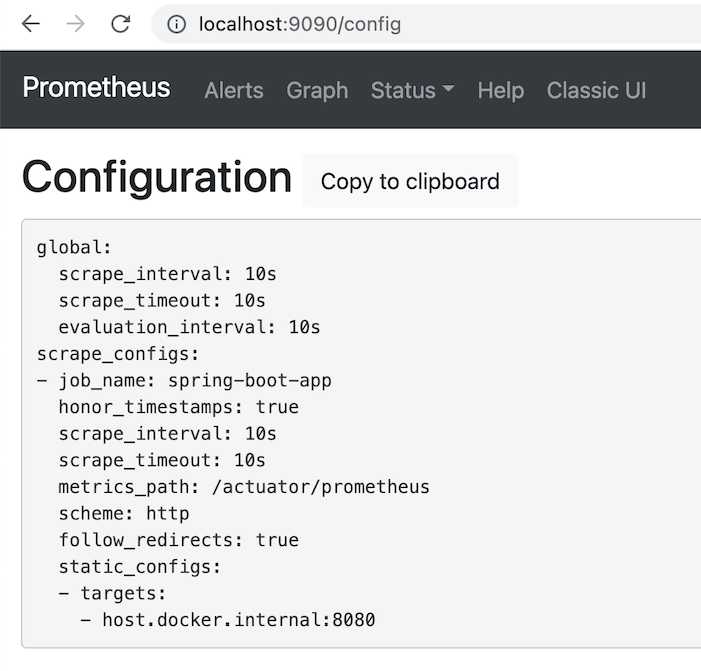 localhost:9090/config
Prometheus Alerts Graph Status Help Classic UI
Configuration Copy to clipboard
global:
  scrape_interval: 10s
  scrape_timeout: 10s
  evaluation_interval: 10s
scrape_configs:
- job_name: spring-boot-app
  honor_timestamps: true
  scrape_interval: 10s
  scrape_timeout: 10s
  metrics_path: /actuator/prometheus
  scheme: http
  follow_redirects: true
  static_configs:
  - targets:
    - host.docker.internal:8080